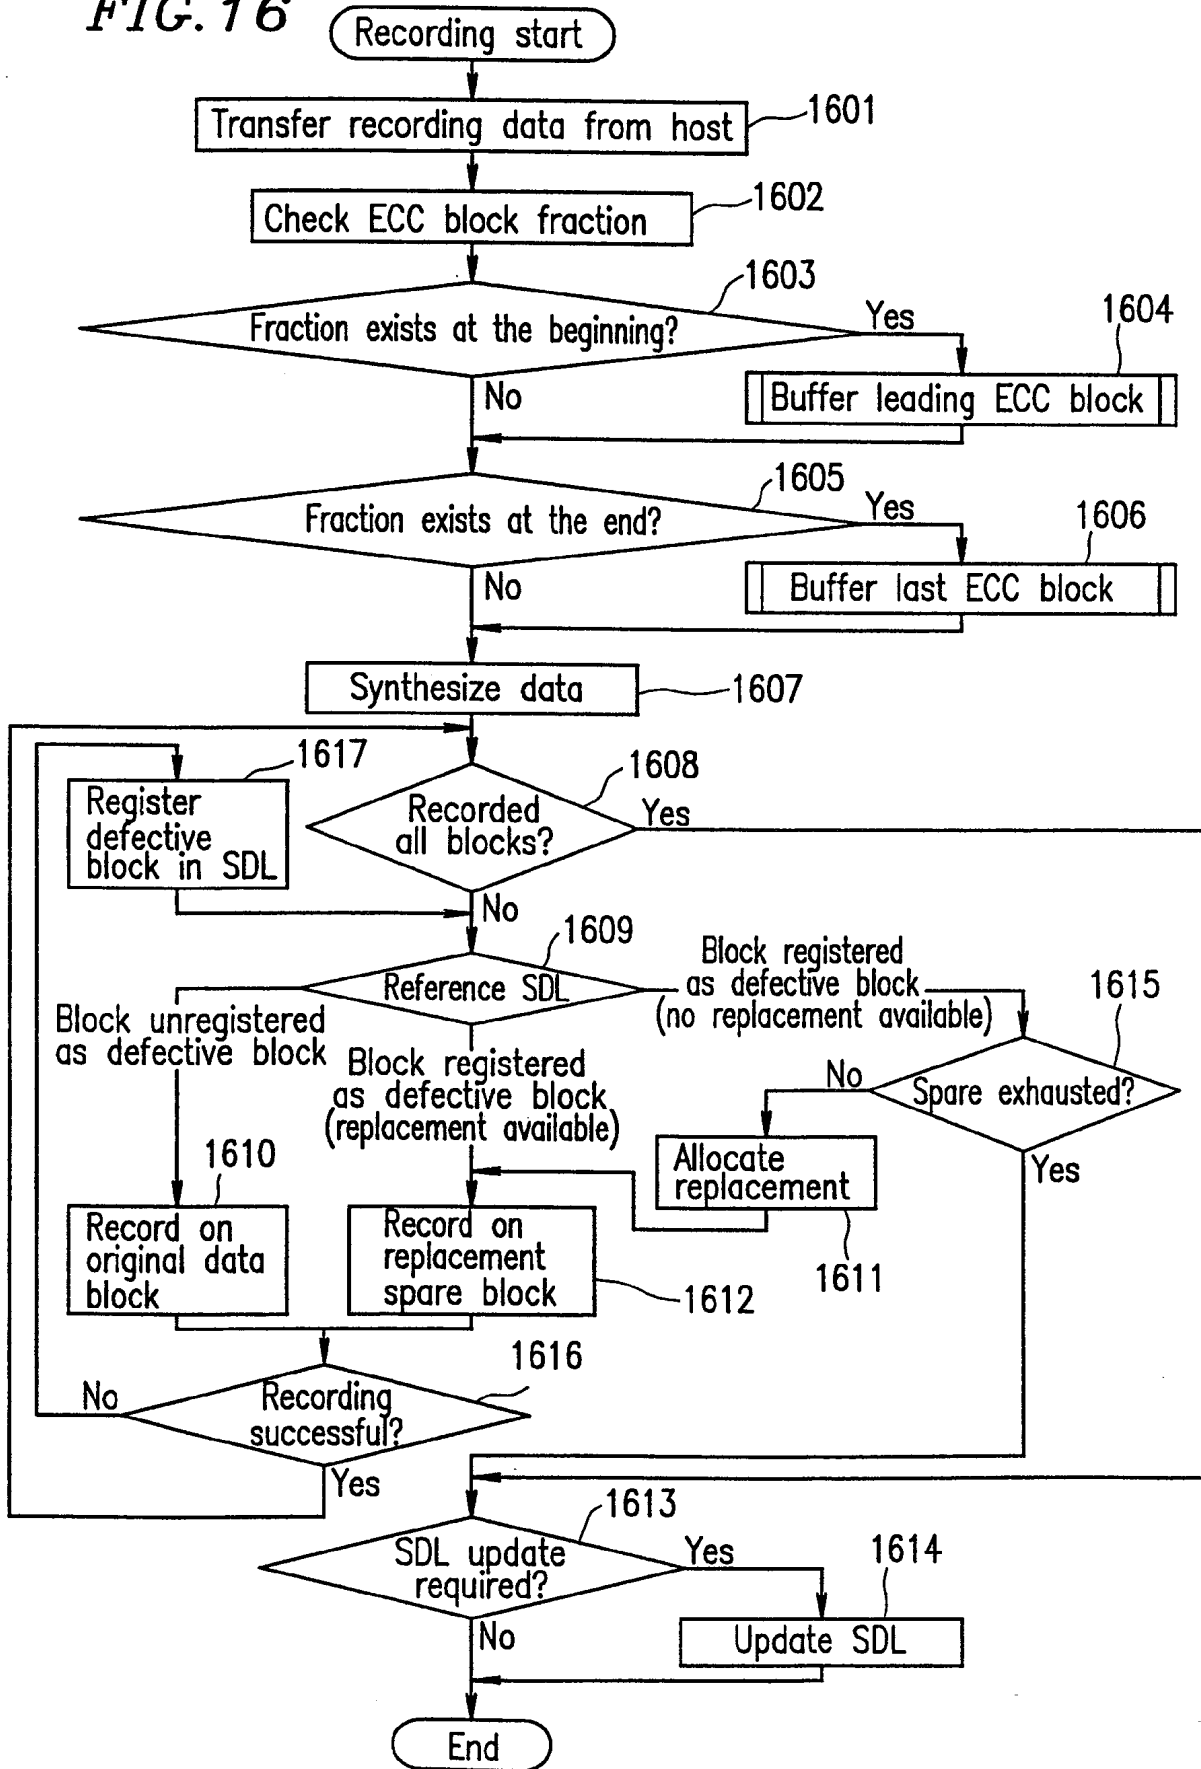 FIG. 16
Recording start
Transfer recording data from host
1601
Check ECC block fraction
1602
Fraction exists at the beginning?
1603
Yes
1604
Buffer leading ECC block
No
Fraction exists at the end?
1605
Yes
1606
Buffer last ECC block
No
Synthesize data
1607
1617
Register
defective
block in SDL
1608
Recorded
all blocks?
Yes
No
1609
Reference SDL
Block registered
as defective block
(no replacement available)
1615
Block unregistered
as defective block
Block registered
as defective block
(replacement available)
No
Spare exhausted?
Yes
Allocate
replacement
1611
1610
Record on
original data
block
Record on
replacement
spare block
1612
1616
No
Recording
successful?
Yes
1613
SDL update
required?
Yes
1614
Update SDL
No
End